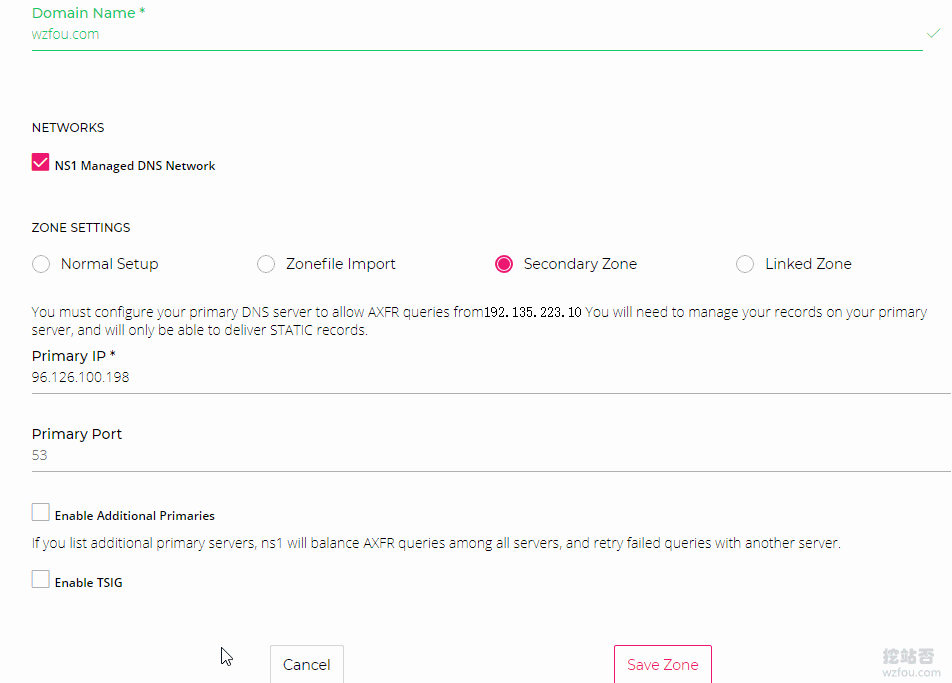 Domain Name *
wzfou.com
NETWORKS
NS1 Managed DNS Network
ZONE SETTINGS
Normal Setup
Zonefile Import
Secondary Zone
Linked Zone
You must configure your primary DNS server to allow AXFR queries from192.135.223.10 You will need to manage your records on your primary
server, and will only be able to deliver STATIC records.
Primary IP *
96.126.100.198
Primary Port
53
Enable Additional Primaries
If you list additional primary servers, ns1 will balance AXFR queries among all servers, and retry failed queries with another server.
Enable TSIG
Cancel
Save Zone
挖站否
wzfou.com